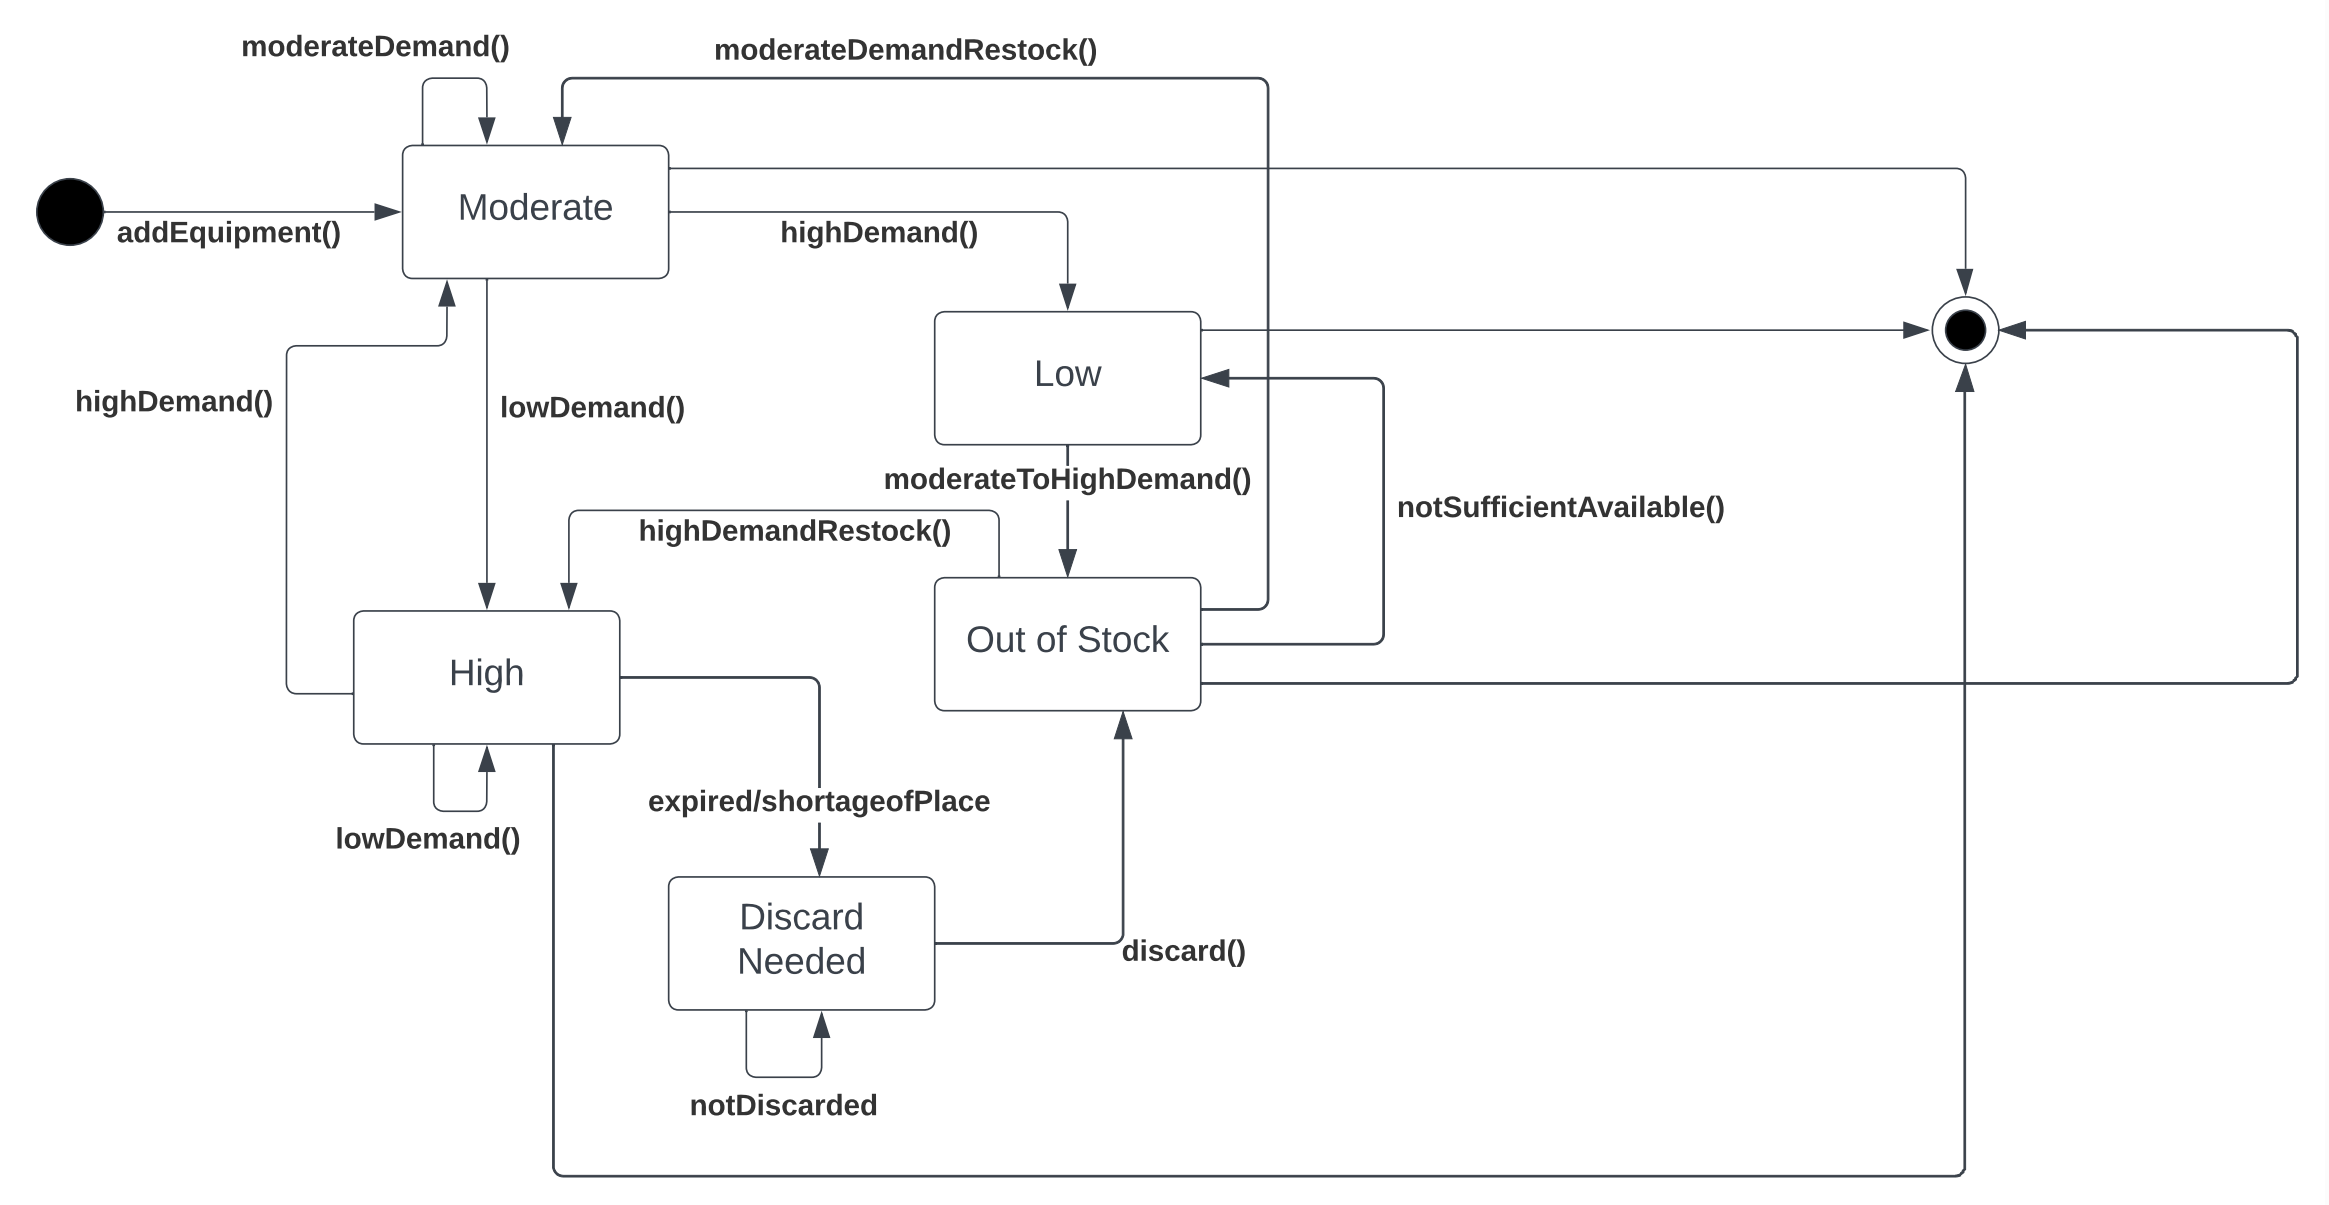 moderateDemand()
moderateDemandRestock()
Moderate
addEquipment()
highDemand()
Low
highDemand()
lowDemand()
moderateToHighDemand()
notSufficientAvailable()
highDemandRestock()
Out of Stock
High
expired/shortageofPlace
lowDemand()
Discard
Needed
discard()
notDiscarded